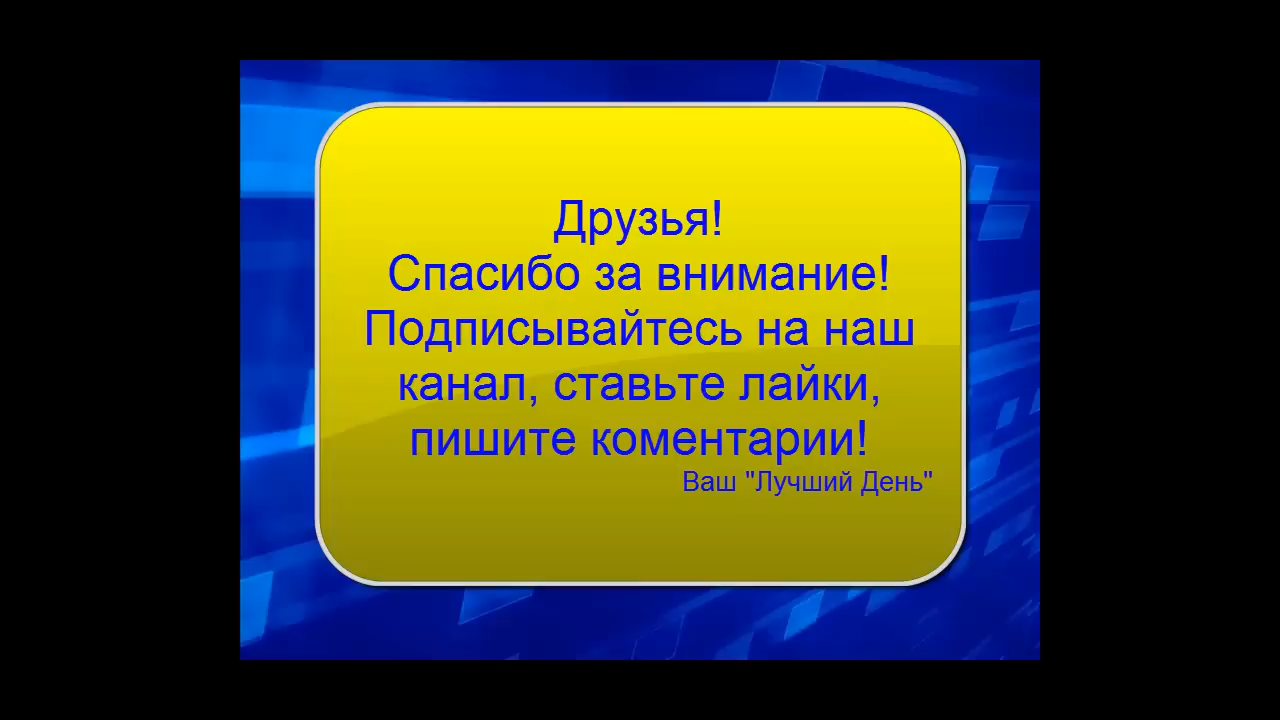 Друзья!
Спасибо за внимание!
Подписывайтесь на наш
канал, ставьте лайки,
пишите коментарии!
Ваш "Лучший День"